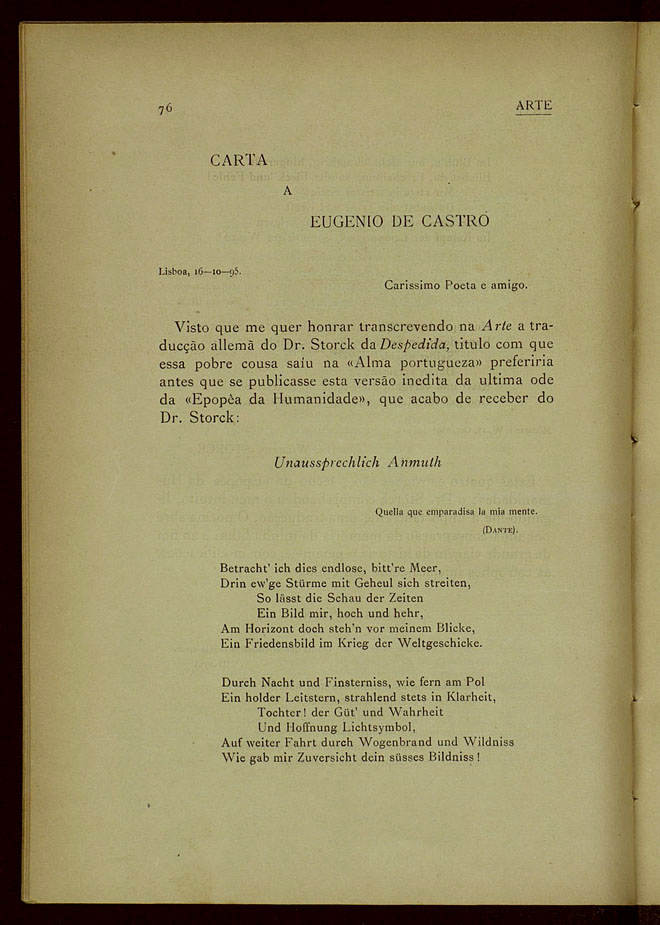 76
ARTE
CARTA
A
EUGENIO DE CASTRO
Lisboa, 16—10—95.
Carissimo Poeta e amigo.
Visto que me quer honrar transcrevendo na Arte a tra-
ducção allemã do Dr. Storck da Despedida, titulo com que
essa pobre cousa saíu na «Alma portugueza» preferiria
antes que se publicasse esta versão inedita da ultima ode
da «Epopêa da Humanidade», que acabo de receber do
Dr. Storck:
Unaussprechlich Anmuth
Quella que emparadisa la mia mente.
(DANTE).
Betracht' ich dies endlose, bitt're Meer,
Drin ew'ge Stürme mit Geheul sich streiten,
So lässt die Schau der Zeiten
Ein Bild mir, hoch und hehr,
Am Horizont doch steh'n vor meinem Blicke,
Ein Friedensbild im Krieg der Weltgeschicke.
Durch Nacht und Finsterniss, wie fern am Pol
Ein holder Leitstern, strahlend stets in Klarheit,
Tochter! der Güt' und Wahrheit
Und Hoffnung Lichtsymbol,
Auf weiter Fahrt durch Wogenbrand und Wildniss
Wie gab mir Zuversicht dein süsses Bildniss!